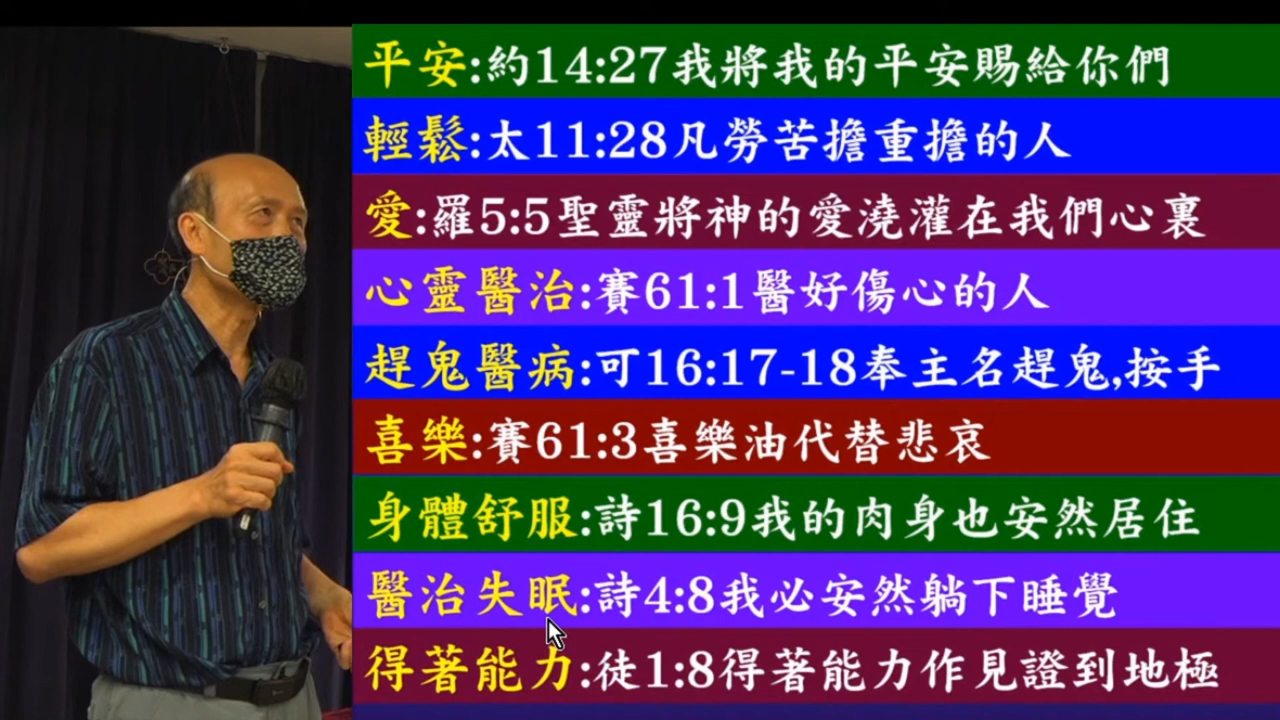 平安:約14:27我將我的平安賜給你們
輕鬆:太11:28凡勞苦擔重擔的人
愛:羅5:5聖靈將神的愛澆灌在我們心裏
心靈醫治:賽61:1醫好傷心的人
趕鬼醫病:可16:17-18奉主名趕鬼,按手
喜樂:賽61:3喜樂油代替悲哀
身體舒服:詩16:9我的肉身也安然居住
醫治失眠:詩4:8我必安然躺下睡覺
得著能力:徒1:8得著能力作見證到地極